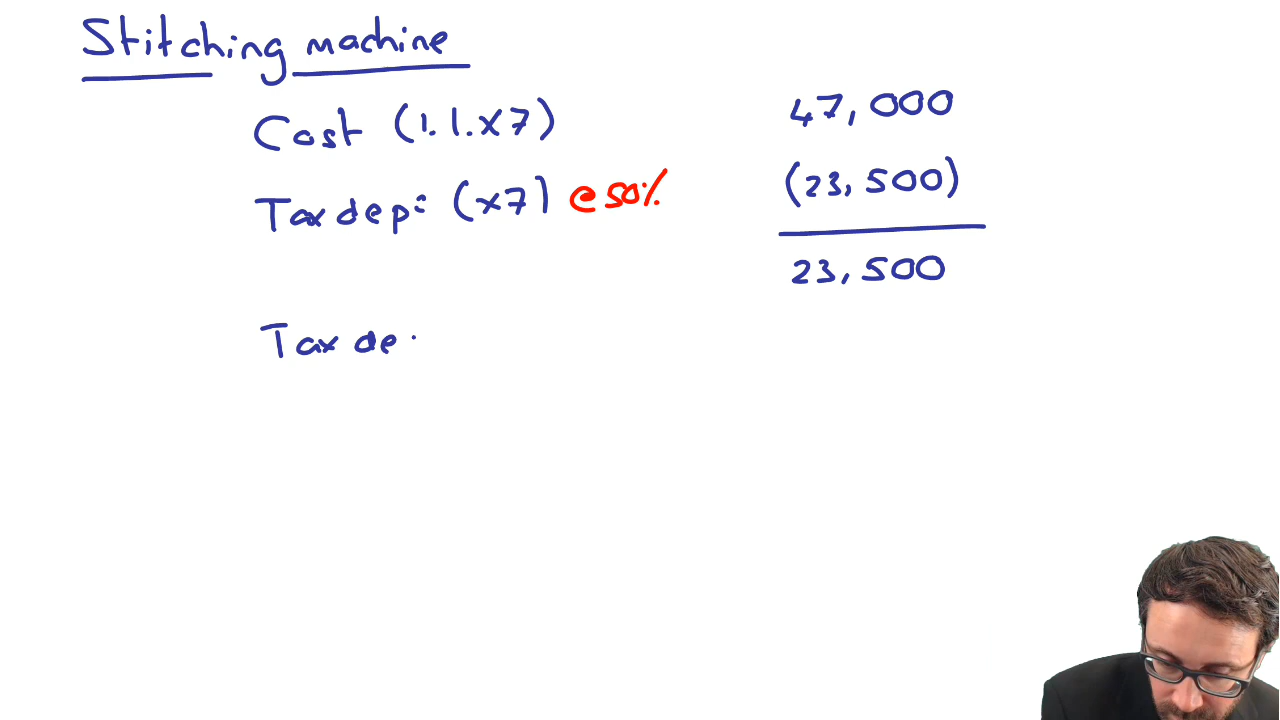 Stitching machine
Cost (1.1.X7) 47,000
Tax dep: (X7) @ 50% (23,500)
23,500
Tax de